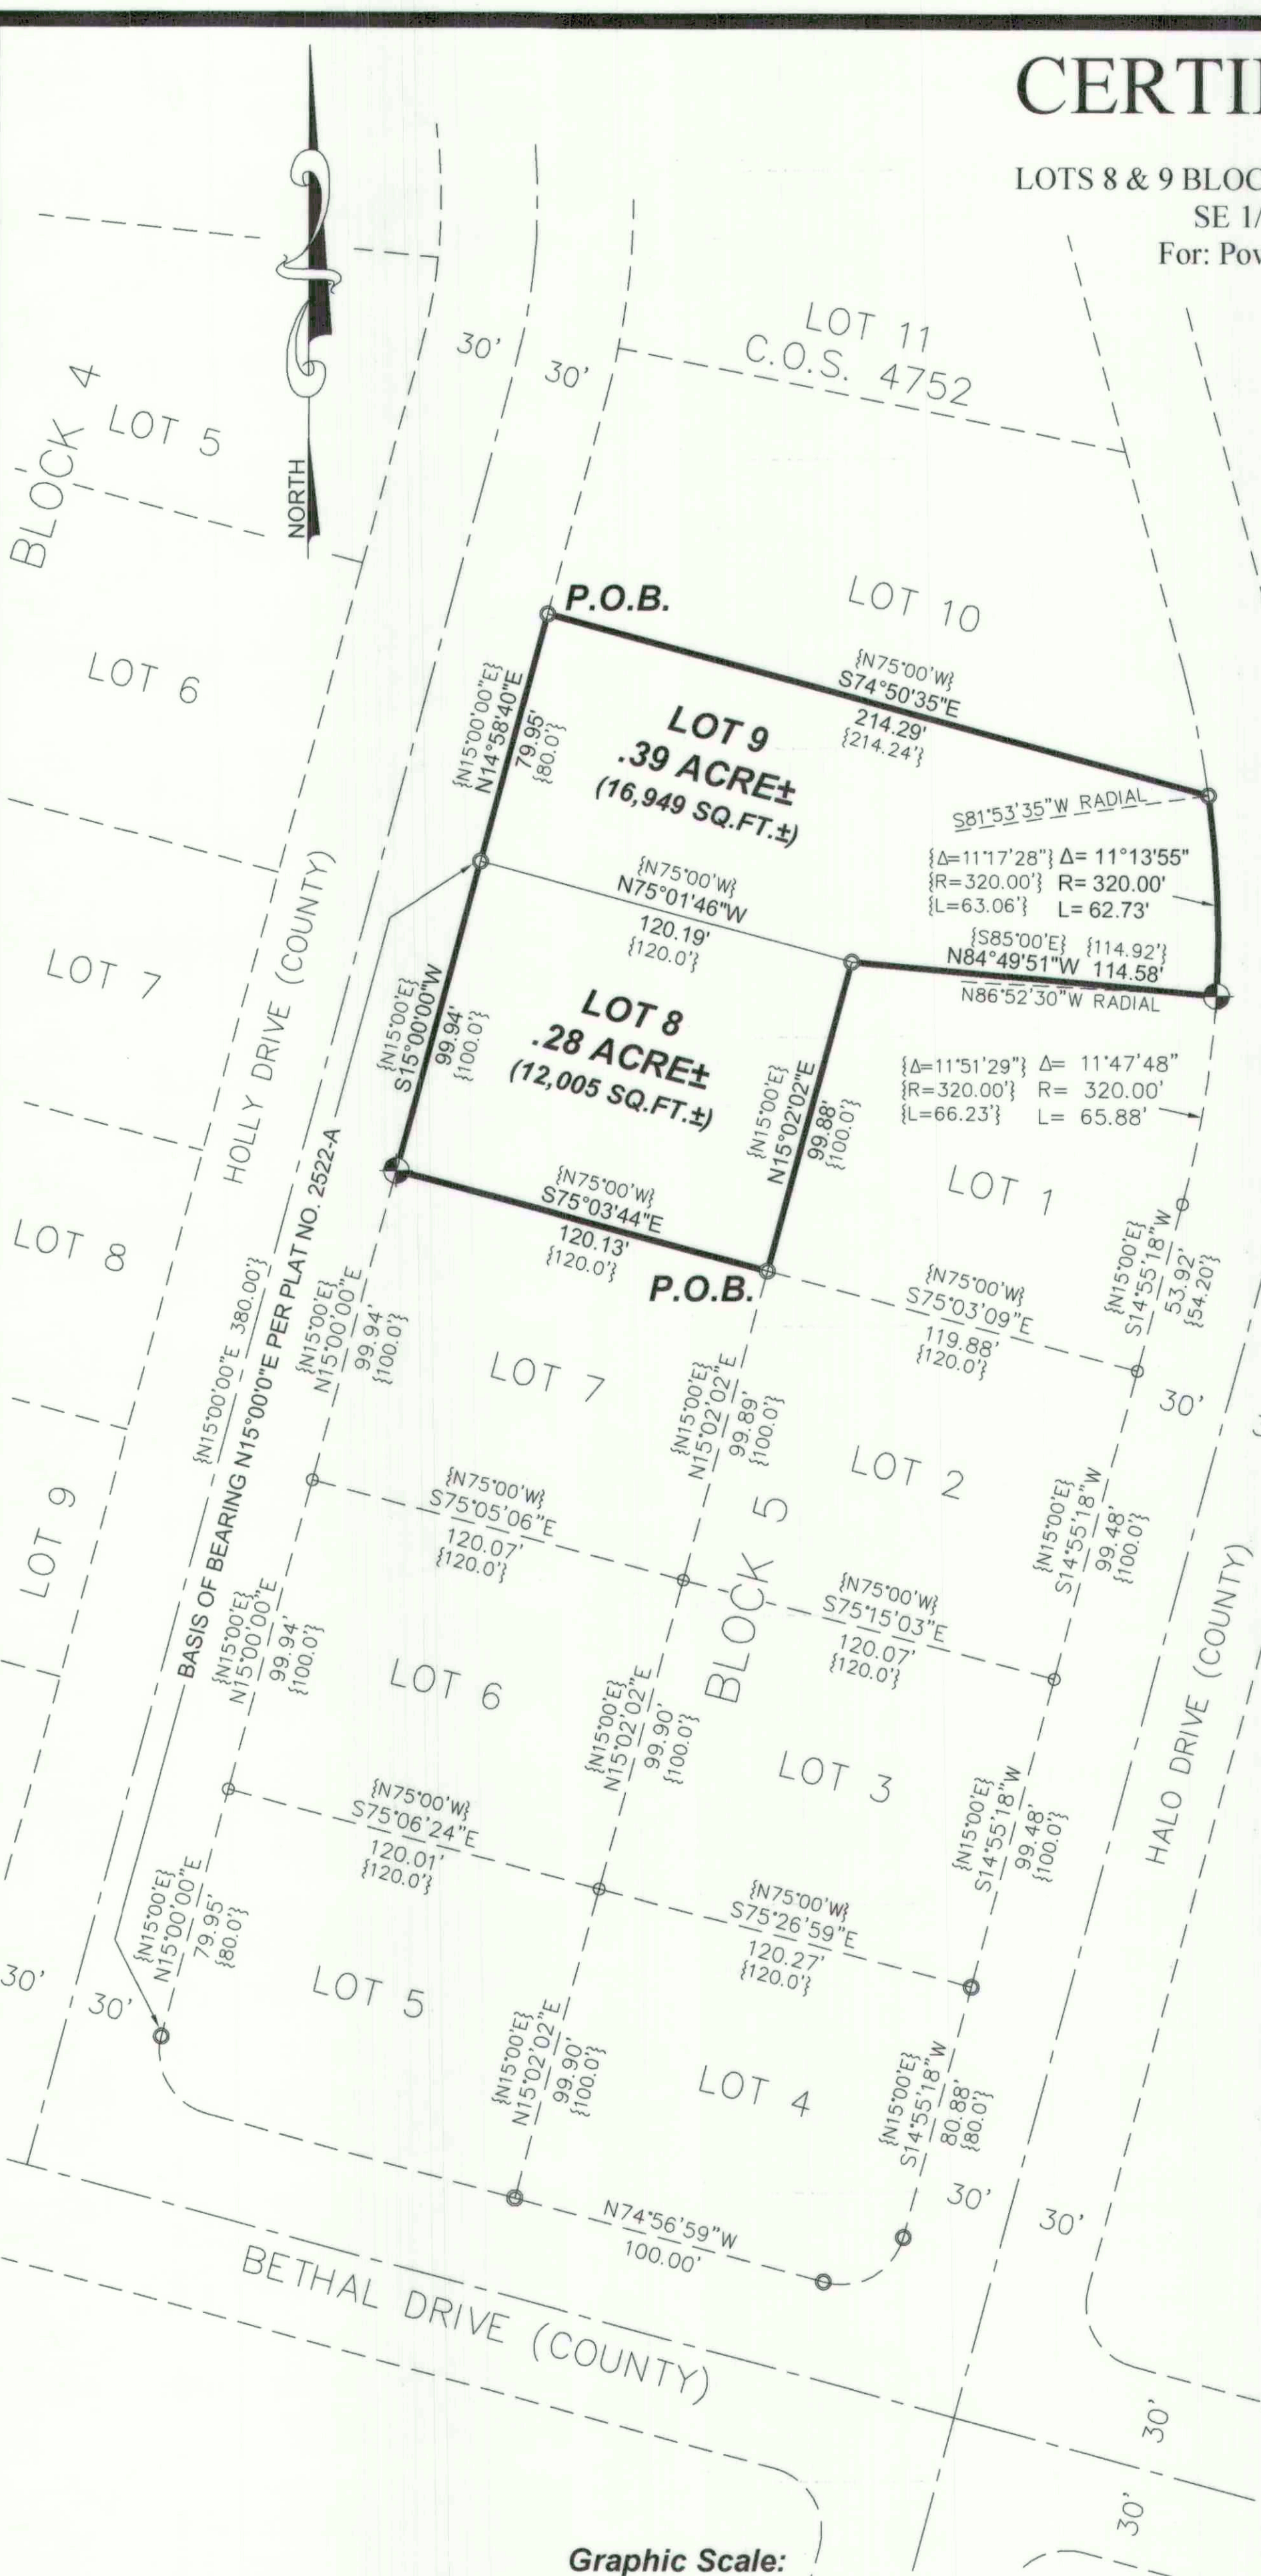 CERTI
LOTS 8 & 9 BLOC
SE 1/
For: Pov
NORTH
30'
30'
LOT 11
C.O.S. 4752
BLOCK 4
LOT 5
LOT 6
LOT 7
LOT 8
LOT 9
P.O.B.
LOT 10
{N75°00'W}
S74°50'35"E
214.29'
{214.24'}
{N15°00'00"E}
N14°58'40"E
79.95'
{80.0'}
LOT 9
.39 ACRE±
(16,949 SQ.FT.±)
S81°53'35"W RADIAL
{Δ=11°17'28"} Δ= 11°13'55"
{R=320.00'} R= 320.00'
{L=63.06'} L= 62.73'
{N75°00'W}
N75°01'46"W
120.19'
{120.0'}
{S85°00'E} {114.92'}
N84°49'51"W 114.58'
N86°52'30"W RADIAL
{N15°00'E}
S15°00'00"W
99.94'
{100.0'}
LOT 8
.28 ACRE±
(12,005 SQ.FT.±)
{N15°00'E}
N15°02'02"E
99.88'
{100.0'}
{Δ=11°51'29"} Δ= 11°47'48"
{R=320.00'} R= 320.00'
{L=66.23'} L= 65.88'
LOT 1
{N75°00'W}
S75°03'44"E
120.13'
{120.0'}
P.O.B.
HOLLY DRIVE (COUNTY)
{N15°00'00"E 380.00'}
BASIS OF BEARING N15°00'0"E PER PLAT NO. 2522-A
{N15°00'E}
N15°00'00"E
99.94'
{100.0'}
LOT 7
{N15°00'E}
N15°02'02"E
99.89'
{100.0'}
{N75°00'W}
S75°03'09"E
119.88'
{120.0'}
{N15°00'E}
S14°55'18"W
53.92'
{54.20'}
30'
LOT 2
{N75°00'W}
S75°05'06"E
120.07'
{120.0'}
BLOCK 5
{N15°00'E}
S14°55'18"W
99.48'
{100.0'}
{N75°00'W}
S75°15'03"E
120.07'
{120.0'}
HALO DRIVE (COUNTY)
{N15°00'E}
N15°00'00"E
99.94'
{100.0'}
LOT 6
{N15°00'E}
N15°02'02"E
99.90'
{100.0'}
LOT 3
{N15°00'E}
S14°55'18"W
99.48'
{100.0'}
{N75°00'W}
S75°06'24"E
120.01'
{120.0'}
{N75°00'W}
S75°26'59"E
120.27'
{120.0'}
{N15°00'E}
N15°00'00"E
79.95'
{80.0'}
30'
30'
LOT 5
{N15°00'E}
N15°02'02"E
99.90'
{100.0'}
LOT 4
{N15°00'E}
S14°55'18"W
80.88'
{80.0'}
30'
30'
N74°56'59"W
100.00'
BETHAL DRIVE (COUNTY)
30'
30'
Graphic Scale: